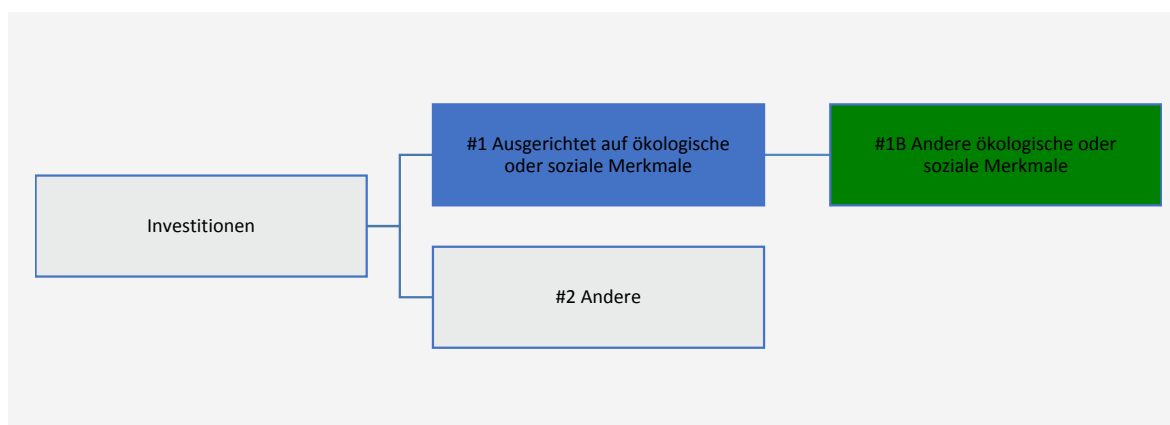 #1 Ausgerichtet auf ökologische
oder soziale Merkmale
#1B Andere ökologische oder
soziale Merkmale
Investitionen
#2 Andere